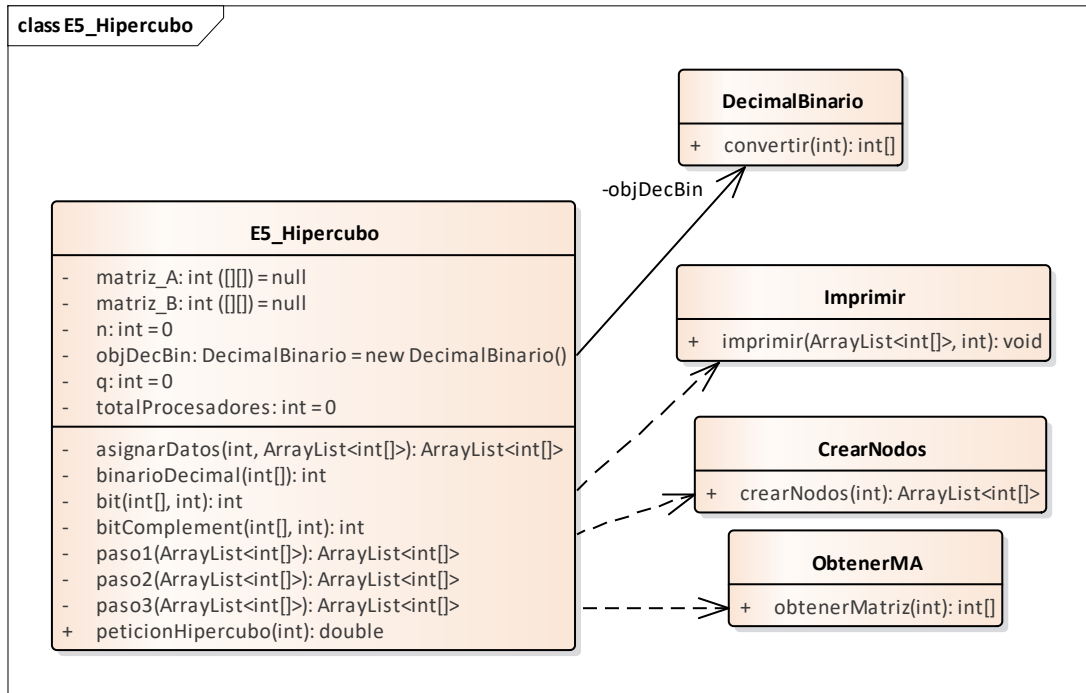 class E5_Hipercubo
DecimalBinario
+ convertir(int): int[]
-objDecBin
E5_Hipercubo
- matriz_A: int ([][]) = null
- matriz_B: int ([][]) = null
- n: int = 0
- objDecBin: DecimalBinario = new DecimalBinario()
- q: int = 0
- totalProcesadores: int = 0
- asignarDatos(int, ArrayList<int[]>): ArrayList<int[]>
- binarioDecimal(int[]): int
- bit(int[], int): int
- bitComplement(int[], int): int
- paso1(ArrayList<int[]>): ArrayList<int[]>
- paso2(ArrayList<int[]>): ArrayList<int[]>
- paso3(ArrayList<int[]>): ArrayList<int[]>
+ peticionHipercubo(int): double
Imprimir
+ imprimir(ArrayList<int[]>, int): void
CrearNodos
+ crearNodos(int): ArrayList<int[]>
ObtenerMA
+ obtenerMatriz(int): int[]